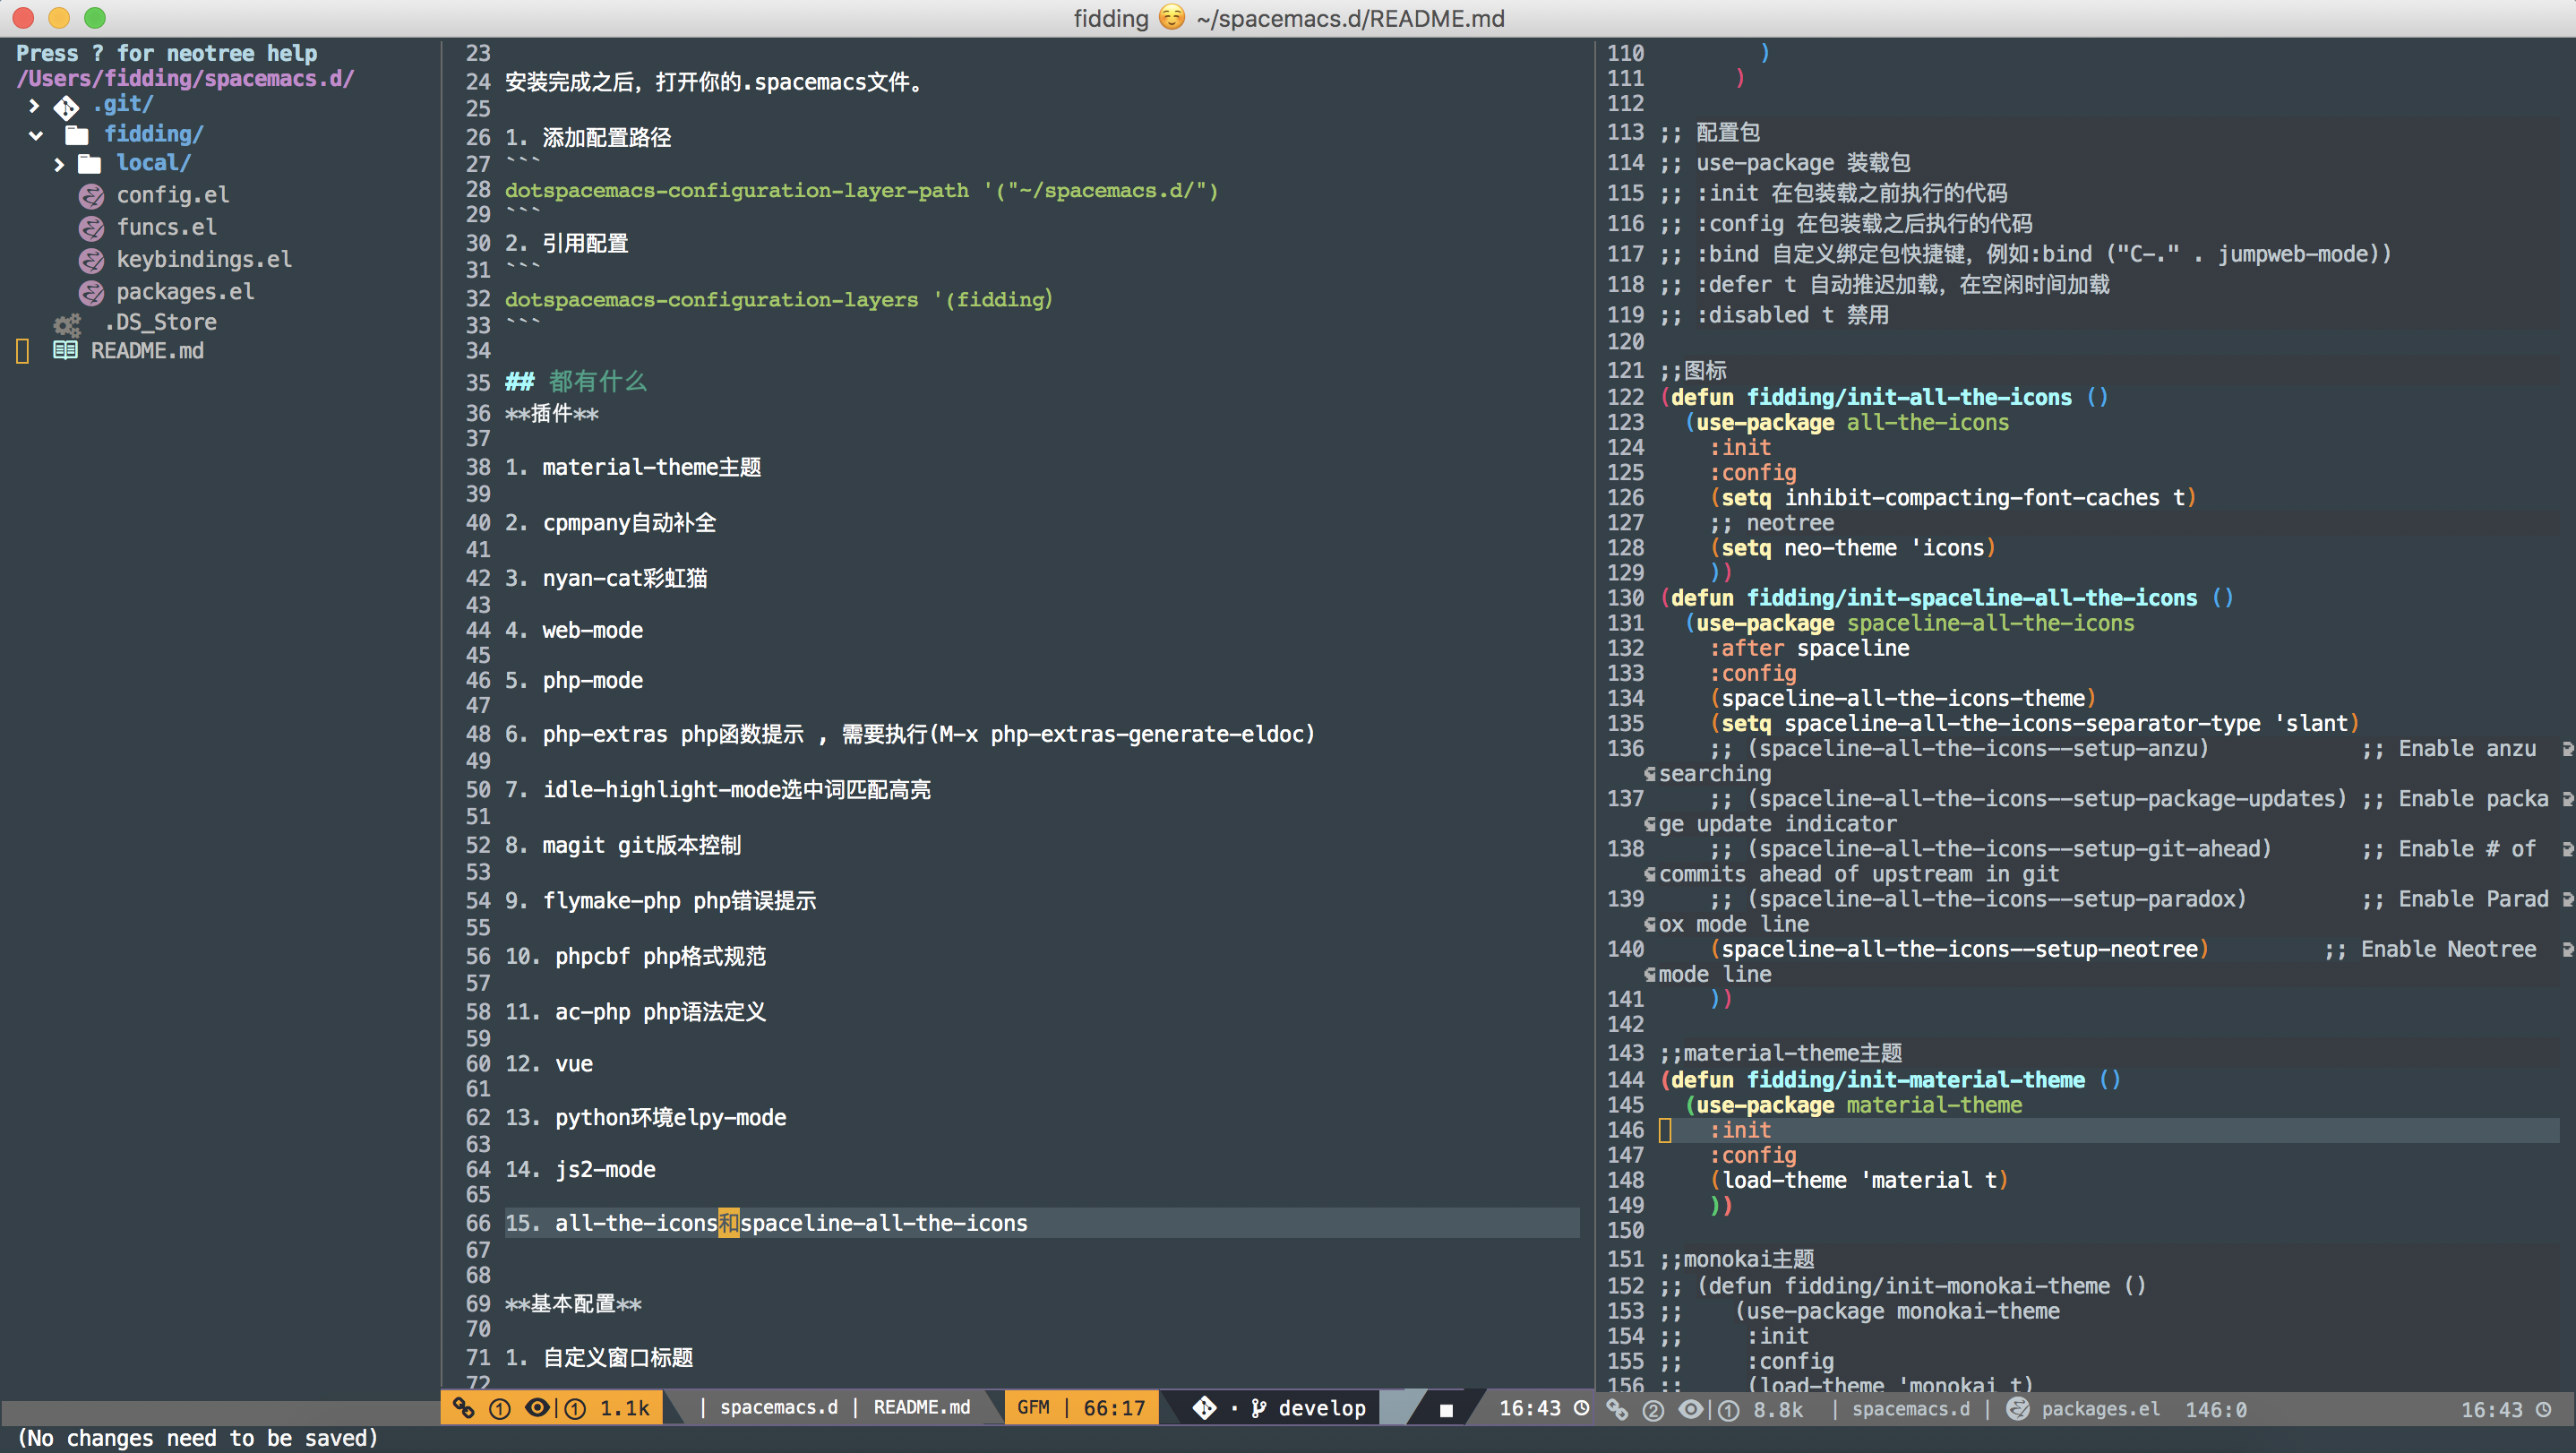 fidding ☺️ ~/spacemacs.d/README.md
Press ? for neotree help
/Users/fidding/spacemacs.d/
.git/
fidding/
local/
config.el
funcs.el
keybindings.el
packages.el
.DS_Store
README.md
23
24 安装完成之后，打开你的.spacemacs文件。
25
26 1. 添加配置路径
27 ```
28 dotspacemacs-configuration-layer-path '("~/spacemacs.d/")
29 ```
30 2. 引用配置
31 ```
32 dotspacemacs-configuration-layers '(fidding)
33 ```
34
35 ## 都有什么
36 **插件**
37
38 1. material-theme主题
39
40 2. cpmpany自动补全
41
42 3. nyan-cat彩虹猫
43
44 4. web-mode
45
46 5. php-mode
47
48 6. php-extras php函数提示 , 需要执行(M-x php-extras-generate-eldoc)
49
50 7. idle-highlight-mode选中词匹配高亮
51
52 8. magit git版本控制
53
54 9. flymake-php php错误提示
55
56 10. phpcbf php格式规范
57
58 11. ac-php php语法定义
59
60 12. vue
61
62 13. python环境elpy-mode
63
64 14. js2-mode
65
66 15. all-the-icons和spaceline-all-the-icons
67
68
69 **基本配置**
70
71 1. 自定义窗口标题
72
① |① 1.1k | spacemacs.d | README.md GFM | 66:17 · develop 16:43
110 )
111 )
112
113 ;; 配置包
114 ;; use-package 装载包
115 ;; :init 在包装载之前执行的代码
116 ;; :config 在包装载之后执行的代码
117 ;; :bind 自定义绑定包快捷键，例如:bind ("C-." . jumpweb-mode))
118 ;; :defer t 自动推迟加载，在空闲时间加载
119 ;; :disabled t 禁用
120
121 ;;图标
122 (defun fidding/init-all-the-icons ()
123 (use-package all-the-icons
124 :init
125 :config
126 (setq inhibit-compacting-font-caches t)
127 ;; neotree
128 (setq neo-theme 'icons)
129 ))
130 (defun fidding/init-spaceline-all-the-icons ()
131 (use-package spaceline-all-the-icons
132 :after spaceline
133 :config
134 (spaceline-all-the-icons-theme)
135 (setq spaceline-all-the-icons-separator-type 'slant)
136 ;; (spaceline-all-the-icons--setup-anzu) ;; Enable anzu
searching
137 ;; (spaceline-all-the-icons--setup-package-updates) ;; Enable packa
ge update indicator
138 ;; (spaceline-all-the-icons--setup-git-ahead) ;; Enable # of
commits ahead of upstream in git
139 ;; (spaceline-all-the-icons--setup-paradox) ;; Enable Parad
ox mode line
140 (spaceline-all-the-icons--setup-neotree) ;; Enable Neotree
mode line
141 ))
142
143 ;;material-theme主题
144 (defun fidding/init-material-theme ()
145 (use-package material-theme
146 :init
147 :config
148 (load-theme 'material t)
149 ))
150
151 ;;monokai主题
152 ;; (defun fidding/init-monokai-theme ()
153 ;; (use-package monokai-theme
154 ;; :init
155 ;; :config
156 ;; (load-theme 'monokai t)
② |① 8.8k | spacemacs.d | packages.el 146:0 16:43
(No changes need to be saved)